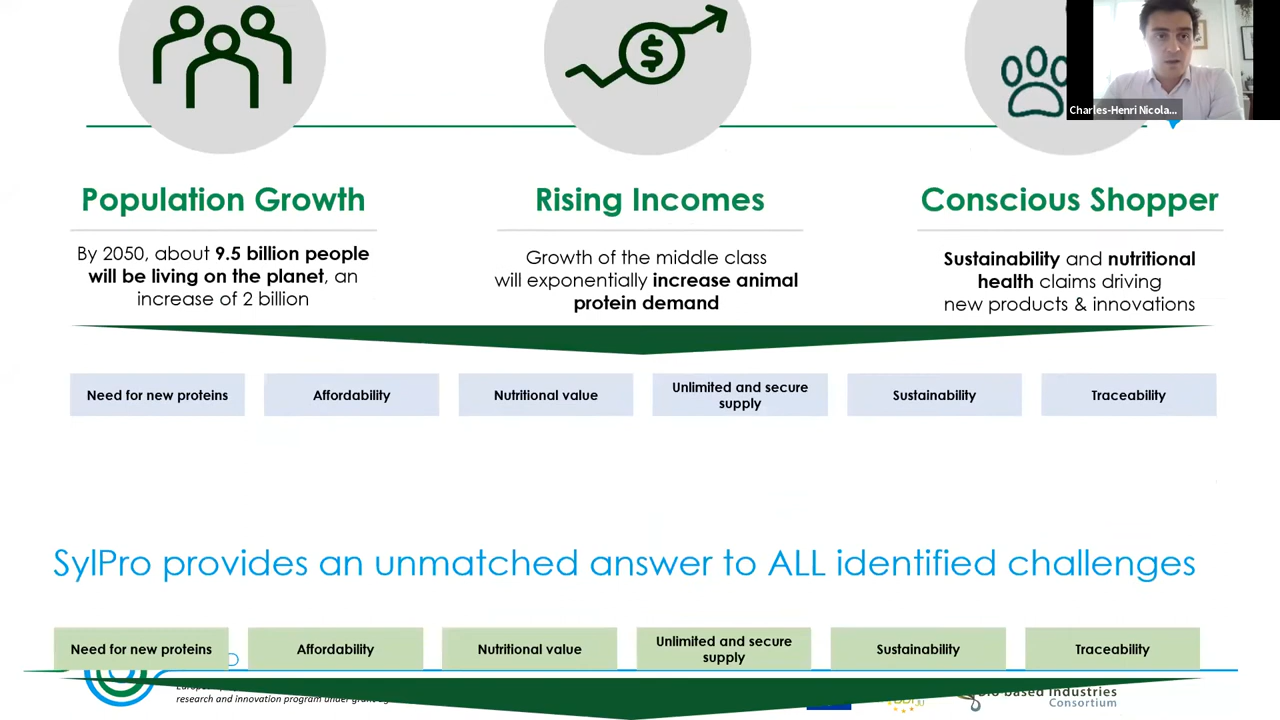 Charles-Henri Nicola...
Population Growth
By 2050, about 9.5 billion people
will be living on the planet, an
increase of 2 billion
Rising Incomes
Growth of the middle class
will exponentially increase animal
protein demand
Conscious Shopper
Sustainability and nutritional
health claims driving
new products & innovations
Need for new proteins
Affordability
Nutritional value
Unlimited and secure
supply
Sustainability
Traceability
SylPro provides an unmatched answer to ALL identified challenges
Need for new proteins
Affordability
Nutritional value
Unlimited and secure
supply
Sustainability
Traceability
research and innovation program under
Bio based Industries
Consortium